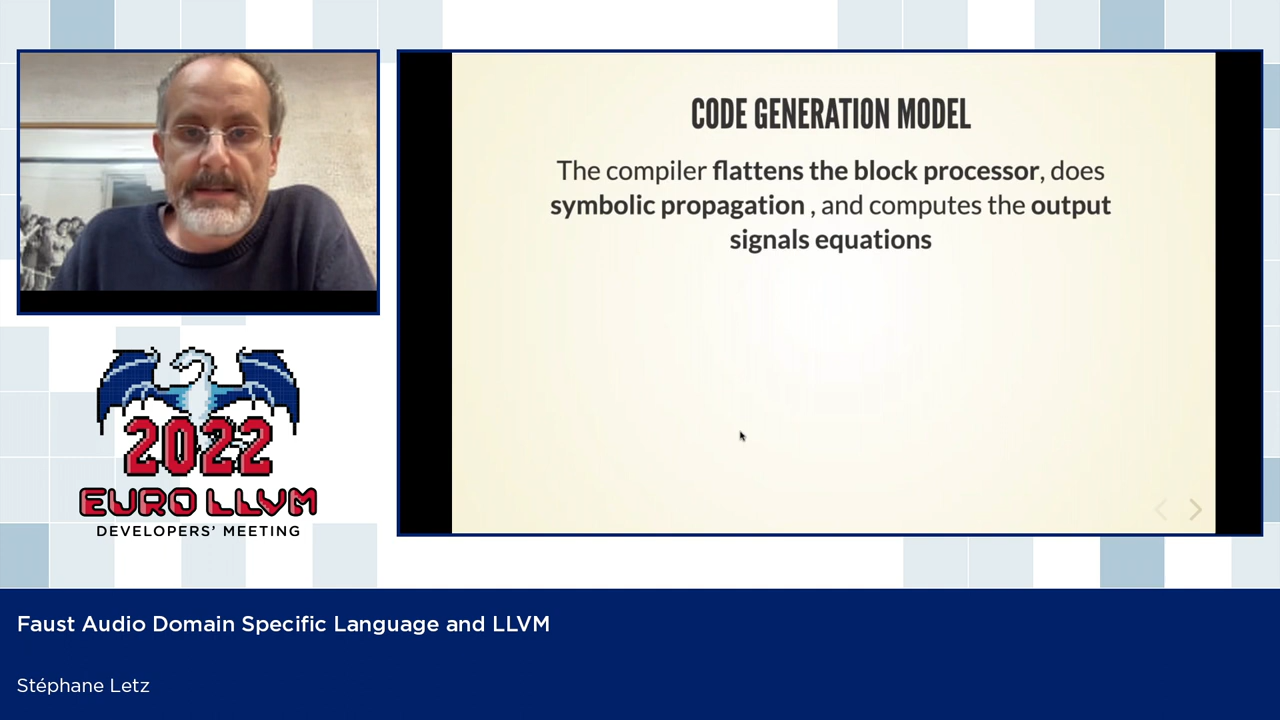 CODE GENERATION MODEL
The compiler flattens the block processor, does
symbolic propagation , and computes the output
signals equations
2022
EURO LLVM
DEVELOPERS' MEETING
Faust Audio Domain Specific Language and LLVM
Stéphane Letz